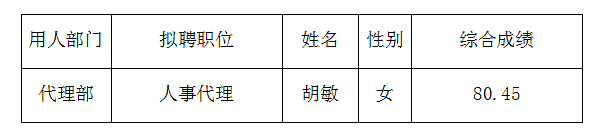 用人部门 拟聘职位 姓名 性别 综合成绩
代理部 人事代理 胡敏 女 80.45